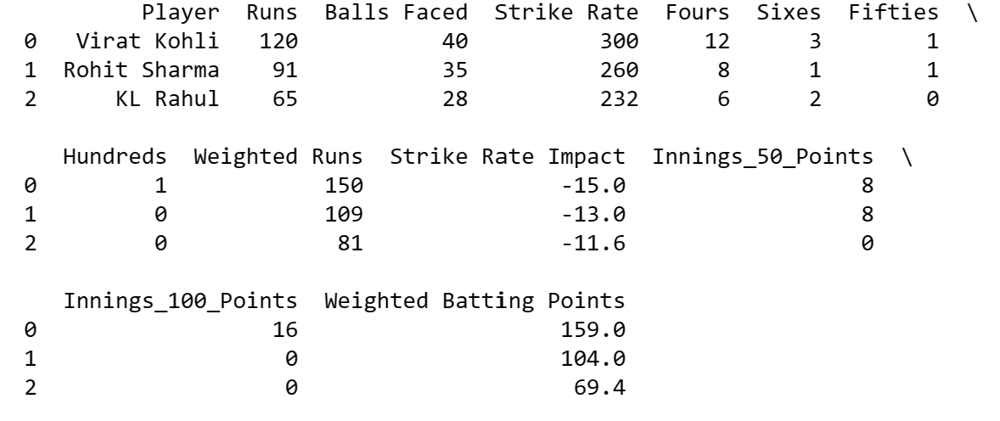 Player Runs Balls Faced Strike Rate Fours Sixes Fifties \
0 Virat Kohli 120 40 300 12 3 1
1 Rohit Sharma 91 35 260 8 1 1
2 KL Rahul 65 28 232 6 2 0
Hundreds Weighted Runs Strike Rate Impact Innings_50_Points \
0 1 150 -15.0 8
1 0 109 -13.0 8
2 0 81 -11.6 0
Innings_100_Points Weighted Batting Points
0 16 159.0
1 0 104.0
2 0 69.4